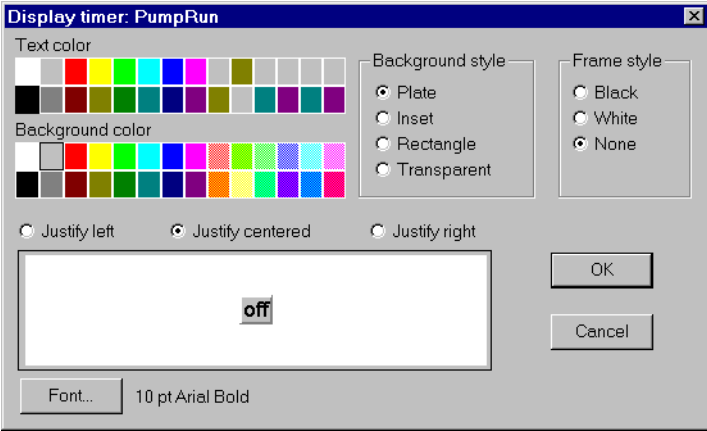 Display timer: PumpRun
Text color
Background style
Plate
Inset
Rectangle
Transparent
Frame style
Black
White
None
Background color
Justify left
Justify centered
Justify right
off
OK
Cancel
Font...
10 pt Arial Bold